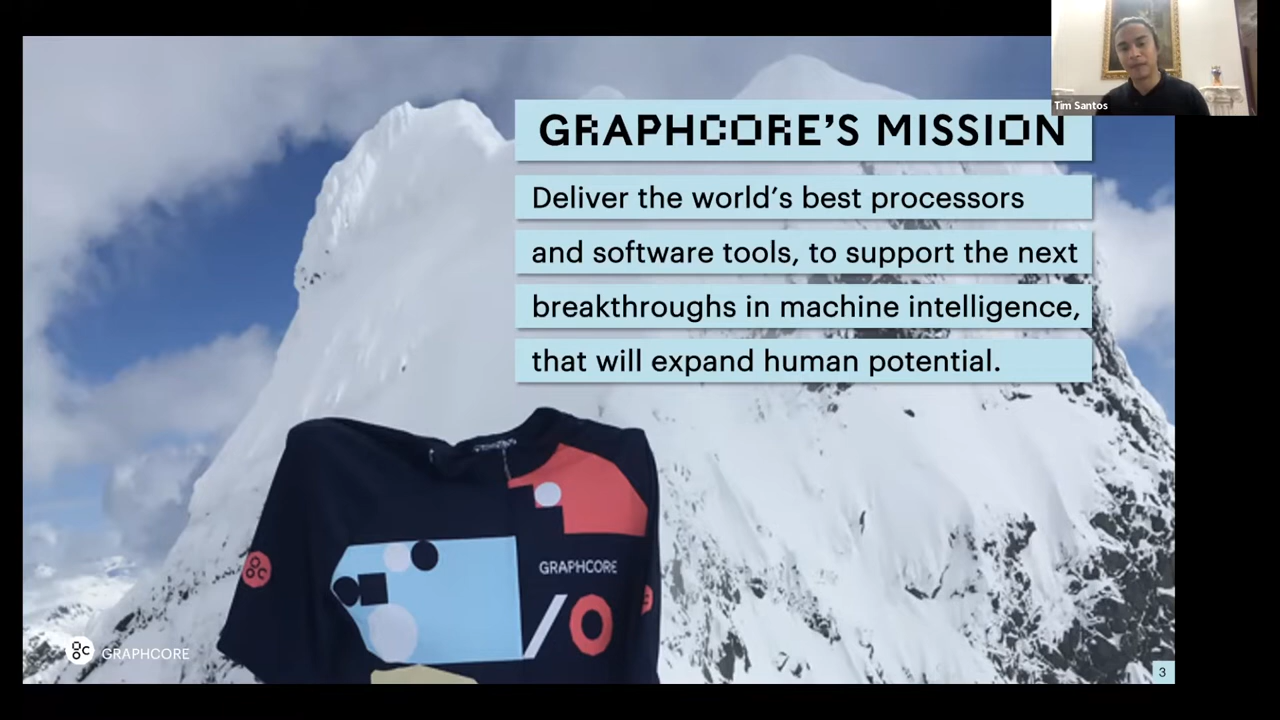 Tim Santos
GRAPHCORE'S MISSION
Deliver the world's best processors
and software tools, to support the next
breakthroughs in machine intelligence,
that will expand human potential.
GRAPHCORE
GRAPHCORE
3